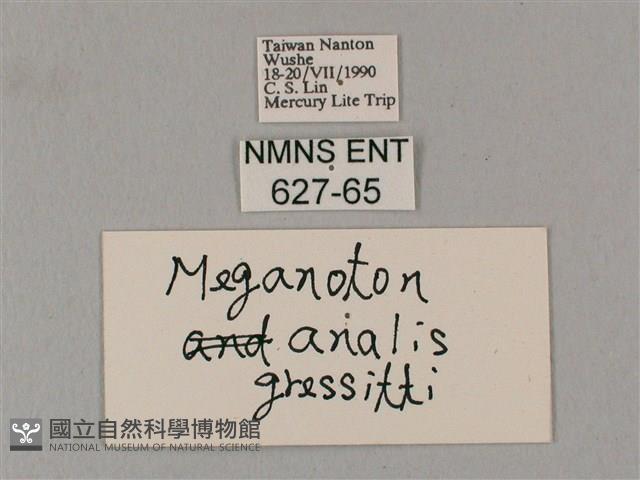 Taiwan Nanton
Wushe
18-20/VII/1990
C. S. Lin
Mercury Lite Trip
NMNS ENT
627-65
Meganoton
and analis
gressitti
國立自然科學博物館
NATIONAL MUSEUM OF NATURAL SCIENCE